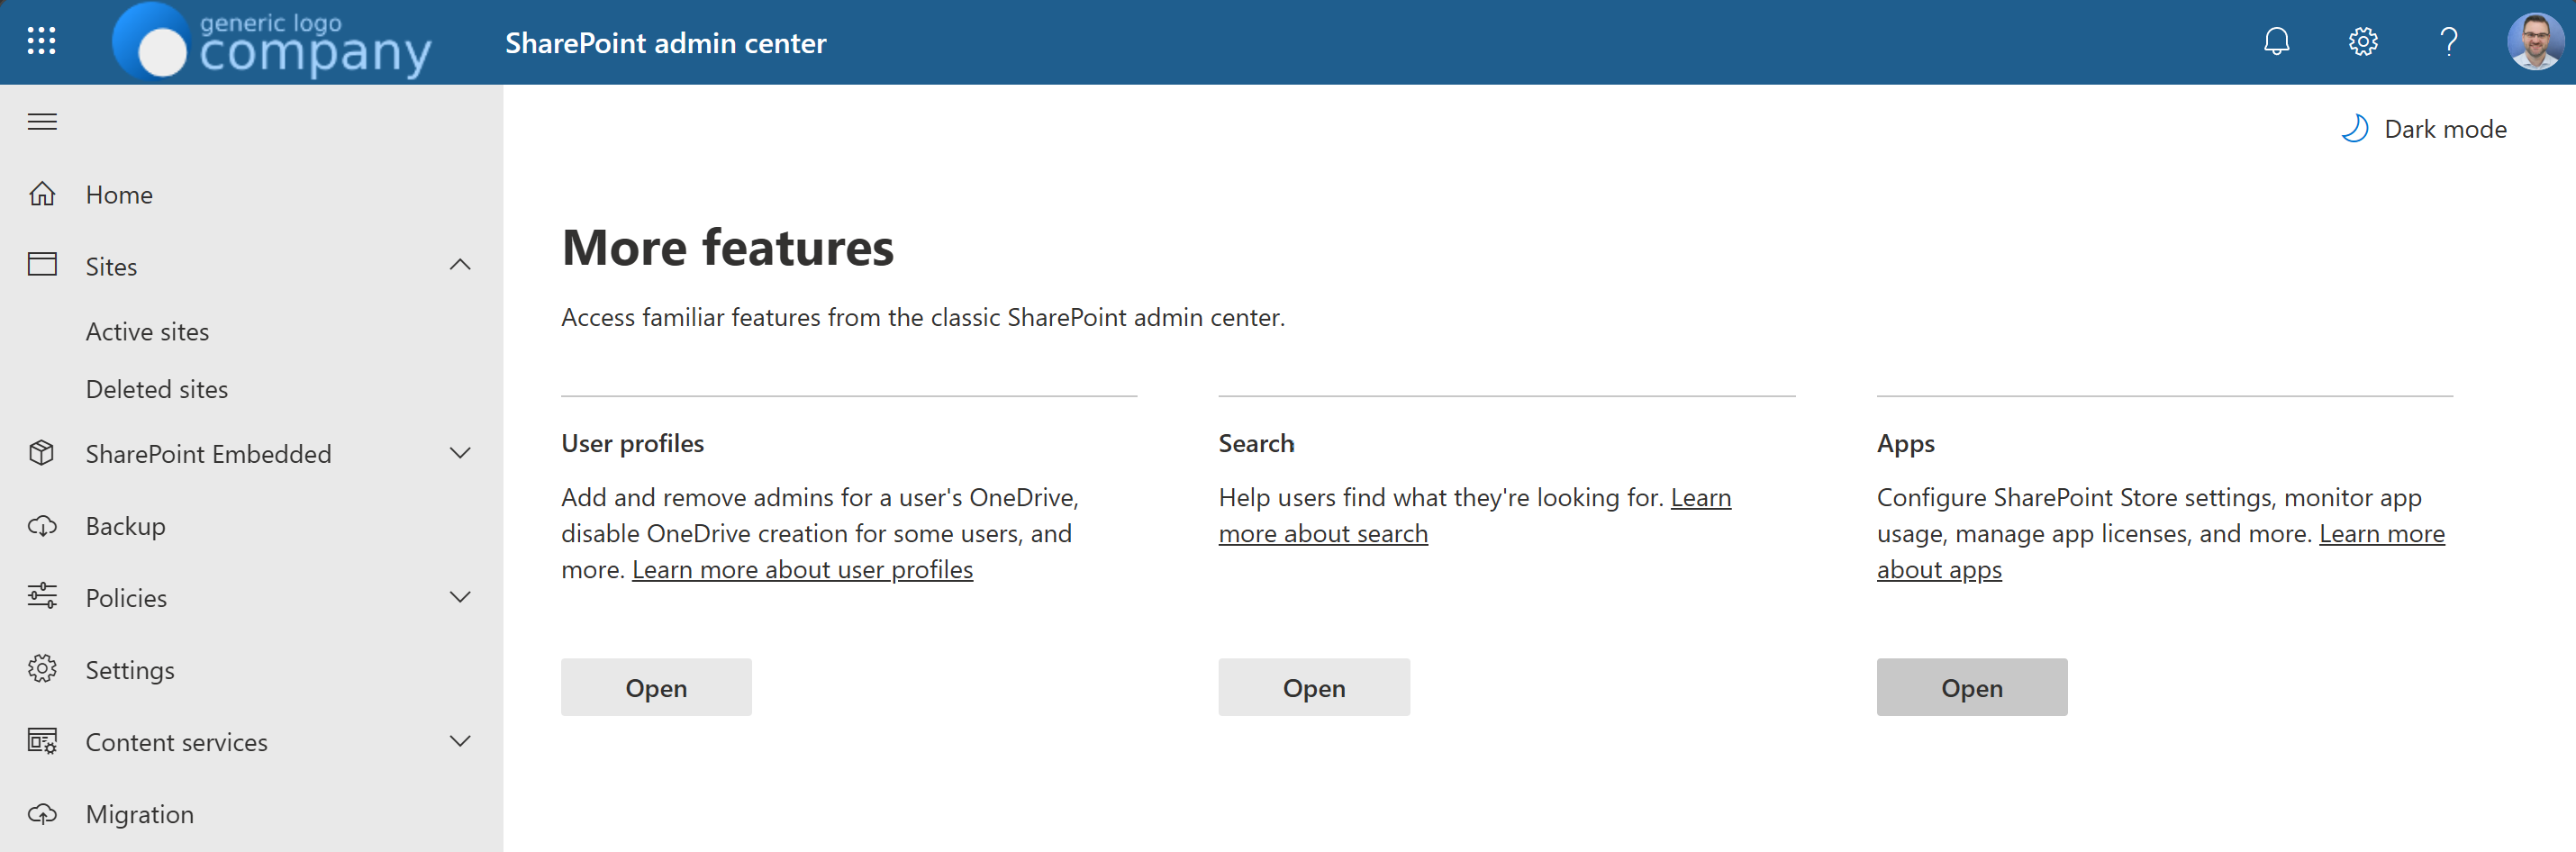 generic logo
company
SharePoint admin center
Dark mode
Home
Sites
Active sites
Deleted sites
SharePoint Embedded
Backup
Policies
Settings
Content services
Migration
More features
Access familiar features from the classic SharePoint admin center.
User profiles
Add and remove admins for a user's OneDrive,
disable OneDrive creation for some users, and
more. Learn more about user profiles
Open
Search
Help users find what they're looking for. Learn
more about search
Open
Apps
Configure SharePoint Store settings, monitor app
usage, manage app licenses, and more. Learn more
about apps
Open